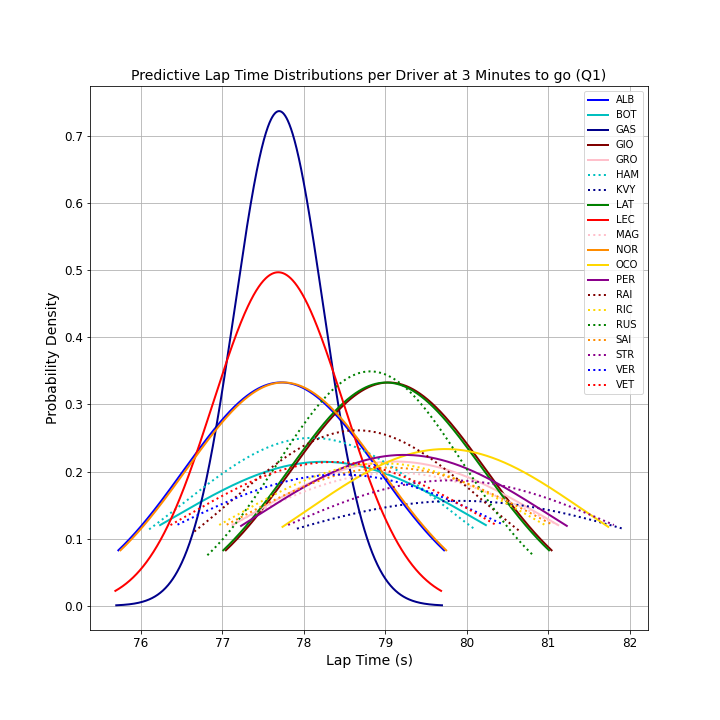 Predictive Lap Time Distributions per Driver at 3 Minutes to go (Q1)
ALB
BOT
GAS
GIO
GRO
HAM
KVY
LAT
LEC
MAG
NOR
OCO
PER
RAI
RIC
RUS
SAI
STR
VER
VET
Probability Density
0.7
0.6
0.5
0.4
0.3
0.2
0.1
0.0
76 77 78 79 80 81 82
Lap Time (s)